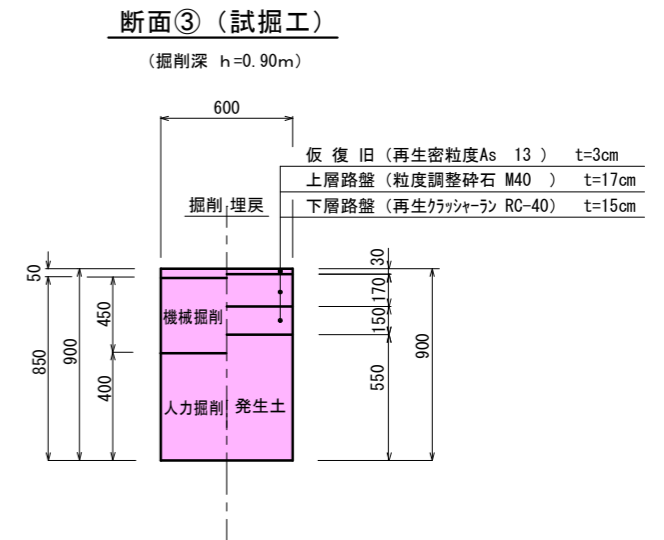 断面③（試掘工）
（掘削深 h=0.90m）
600
仮 復 旧（再生密粒度As 13 ） t=3cm
上層路盤（粒度調整砕石 M40 ） t=17cm
下層路盤（再生クラッシャーラン RC-40） t=15cm
掘削 埋戻
50
850
900
450
400
機械掘削
人力掘削
発生土
30
170
150
550
900